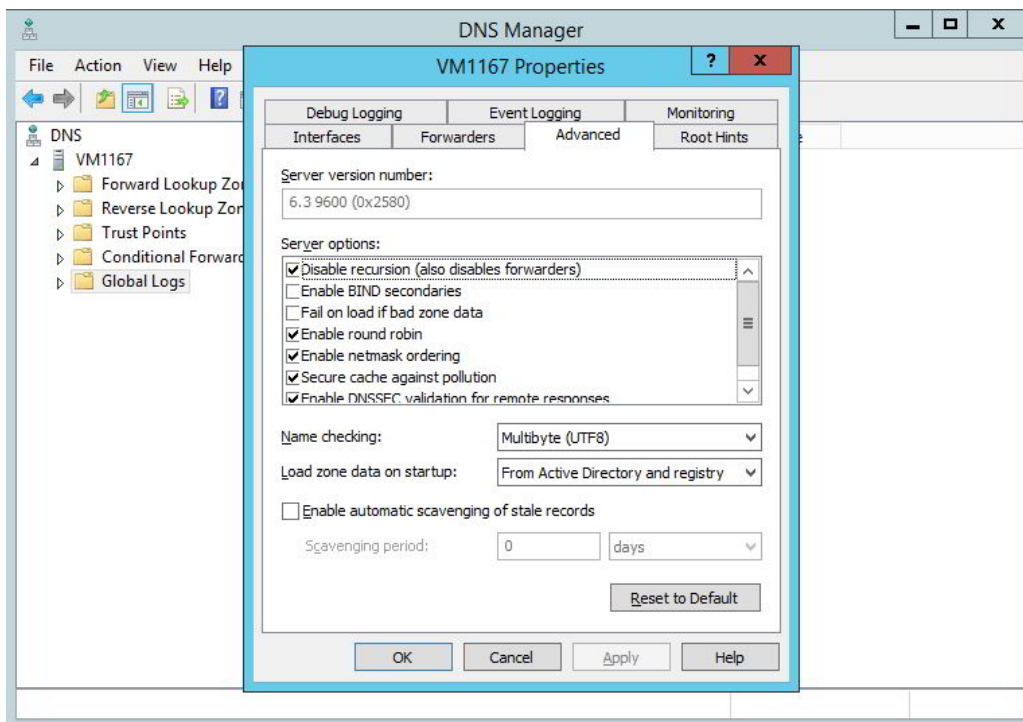 DNS Manager
File Action View Help
VM1167 Properties
?
x
Debug Logging Event Logging Monitoring
Interfaces Forwarders Advanced Root Hints
DNS
VM1167
Forward Lookup Zo
Reverse Lookup Zor
Trust Points
Conditional Forward
Global Logs
Server version number:
6.3 9600 (0x2580)
Server options:
Disable recursion (also disables forwarders)
Enable BIND secondaries
Fail on load if bad zone data
Enable round robin
Enable netmask ordering
Secure cache against pollution
Enable DNSSEC validation for remote responses
Name checking: Multibyte (UTF8)
Load zone data on startup: From Active Directory and registry
Enable automatic scavenging of stale records
Scavenging period: 0 days
Reset to Default
OK Cancel Apply Help